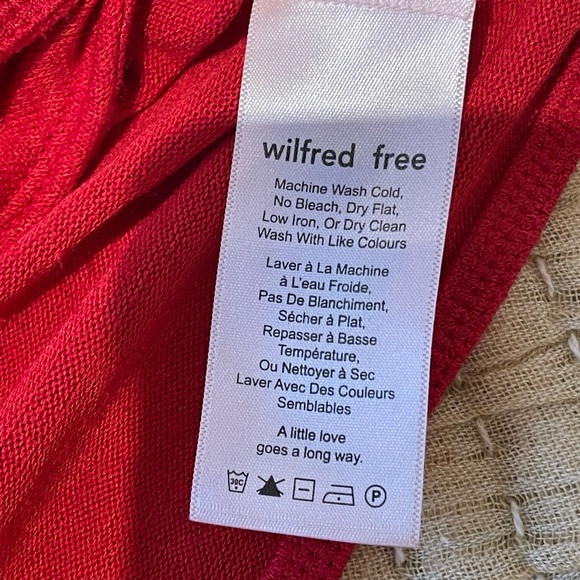 wilfred free
Machine Wash Cold,
No Bleach, Dry Flat,
Low Iron, Or Dry Clean
Wash With Like Colours
Laver à La Machine
à L'eau Froide,
Pas De Blanchiment,
Sécher à Plat,
Repasser à Basse
Température,
Ou Nettoyer à Sec
Laver Avec Des Couleurs
Semblables
A little love
goes a long way.
30C P